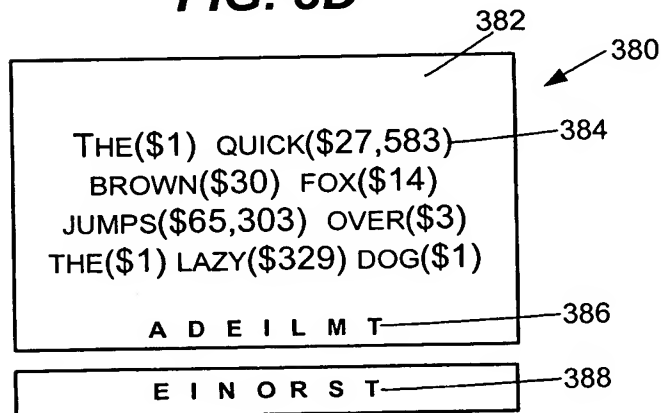 FIG. 6D
382
380
THE($1) QUICK($27,583)
384
BROWN($30) FOX($14)
JUMPS($65,303) OVER($3)
THE($1) LAZY($329) DOG($1)
A D E I L M T
386
E I N O R S T
388